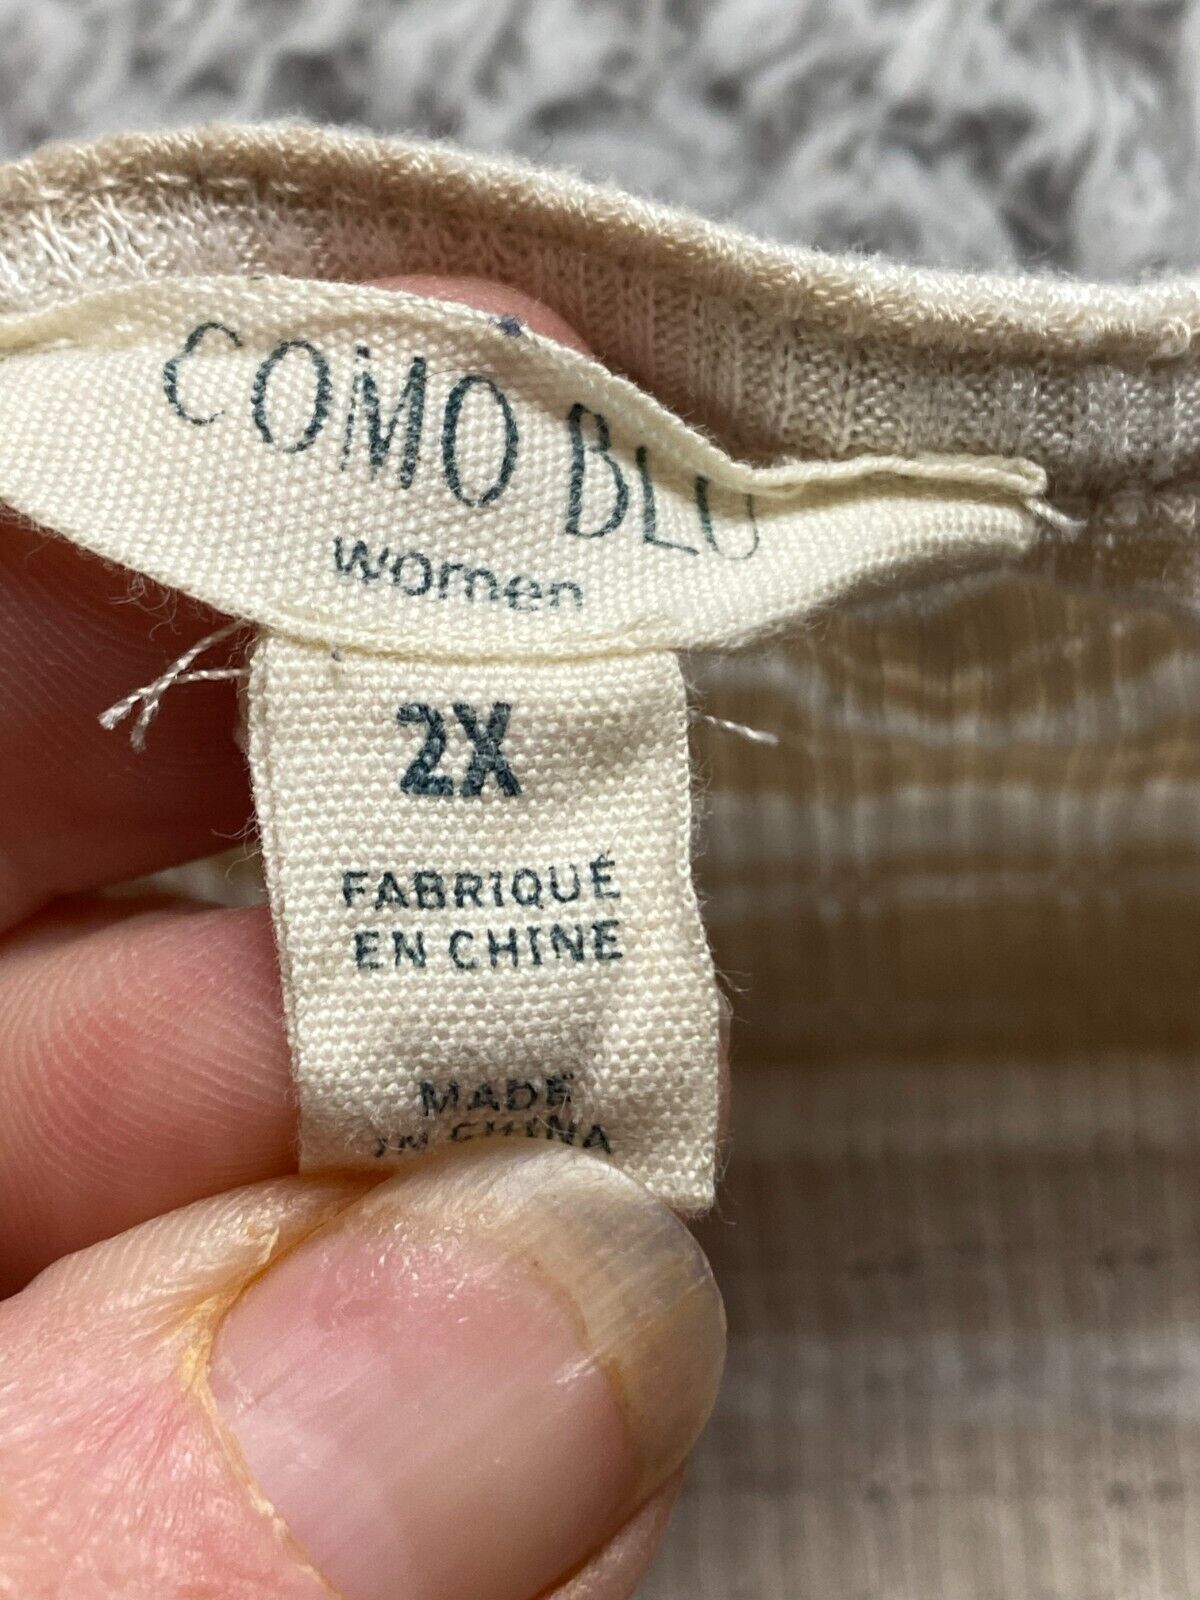 COMO BLU
women
2X
FABRIQUÉ
EN CHINE
MADE
IN CHINA